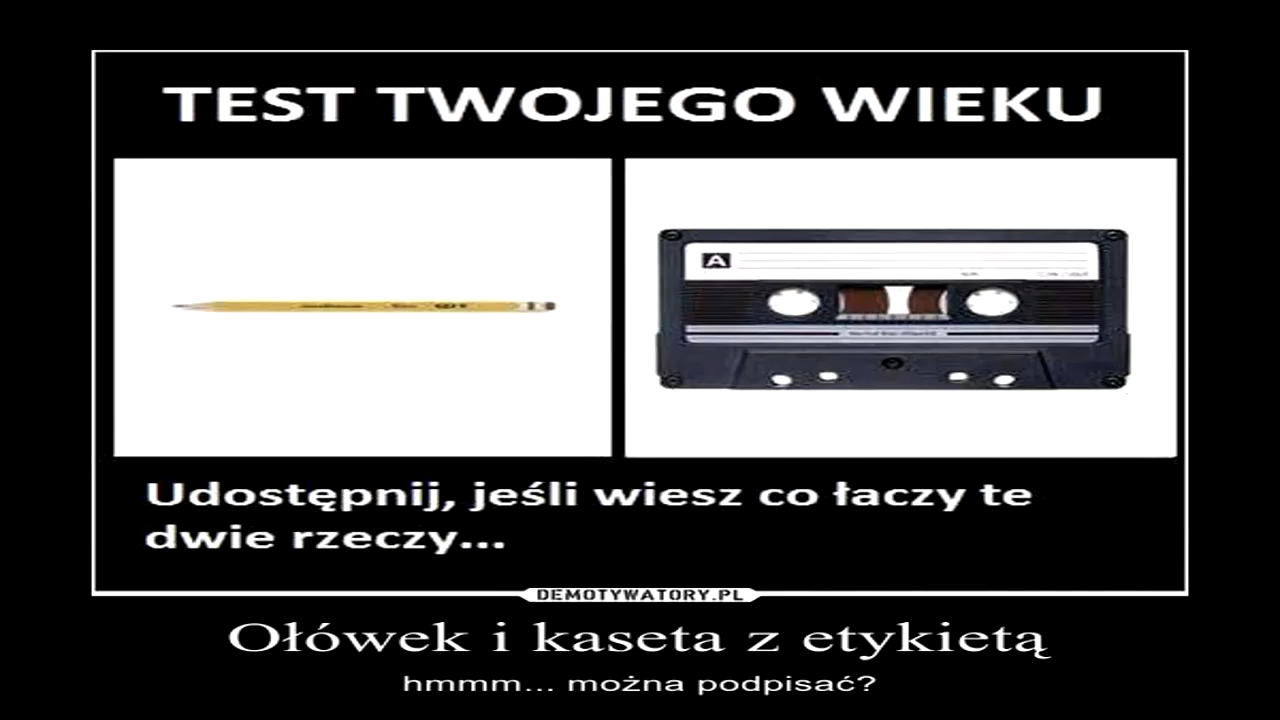 TEST TWOJEGO WIEKU
A
Udostępnij, jeśli wiesz co łaczy te
dwie rzeczy...
DEMOTYWATORY.PL
Ołówek i kaseta z etykietą
hmmm... można podpisać?